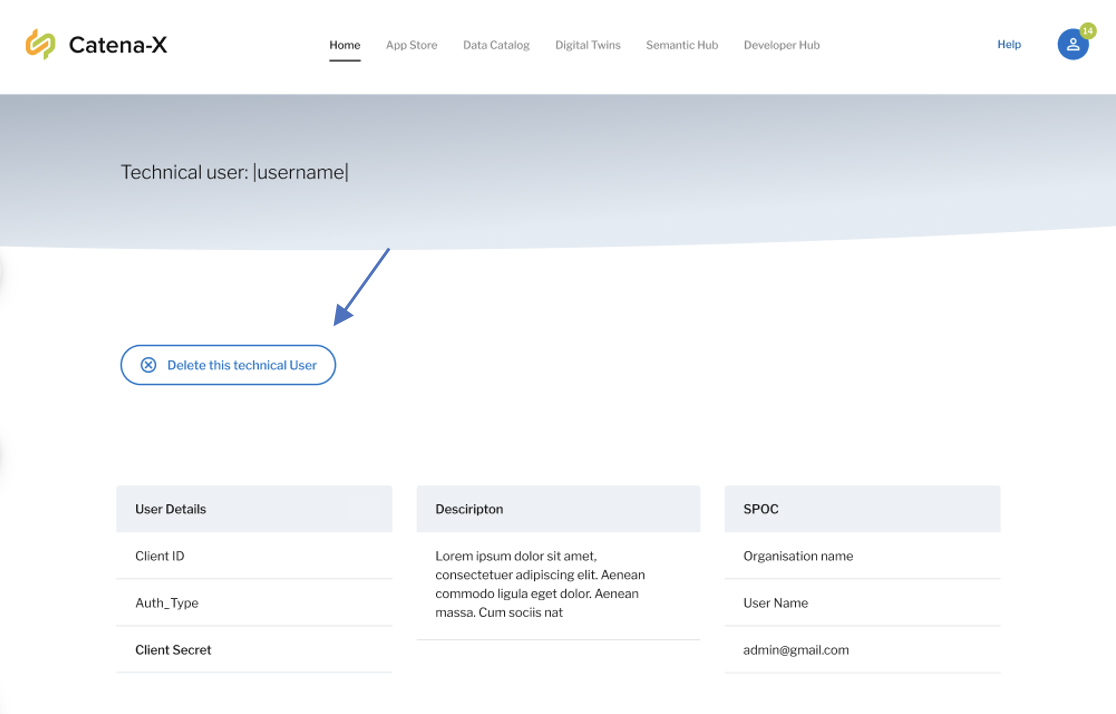 Catena-X
Home
App Store
Data Catalog
Digital Twins
Semantic Hub
Developer Hub
Help
14
Technical user: |username|
Delete this technical User
User Details
Client ID
Auth_Type
Client Secret
Desciripton
Lorem ipsum dolor sit amet,
consectetuer adipiscing elit. Aenean
commodo ligula eget dolor. Aenean
massa. Cum sociis nat
SPOC
Organisation name
User Name
admin@gmail.com